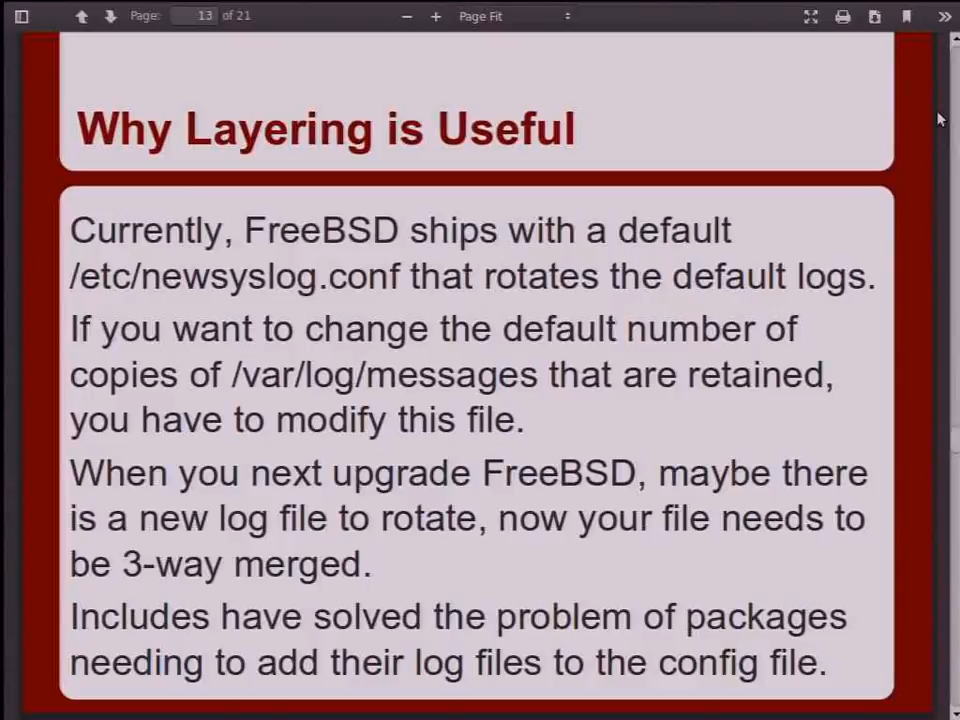 Page: 13 of 21 Page Fit
Why Layering is Useful
Currently, FreeBSD ships with a default
/etc/newsyslog.conf that rotates the default logs.
If you want to change the default number of
copies of /var/log/messages that are retained,
you have to modify this file.
When you next upgrade FreeBSD, maybe there
is a new log file to rotate, now your file needs to
be 3-way merged.
Includes have solved the problem of packages
needing to add their log files to the config file.